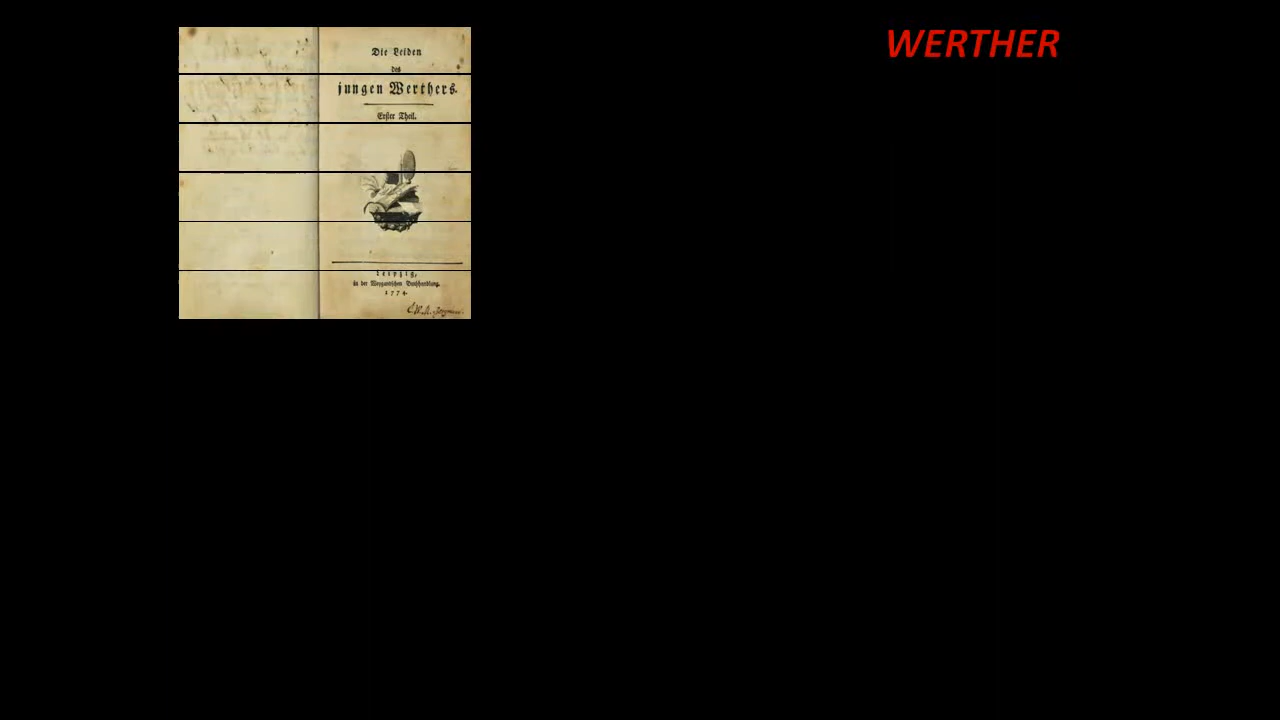 Die Leiden
des
jungen Werthers.
Erster Theil.
Leipzig,
in der Weygandschen Buchhandlung.
1774.
WERTHER